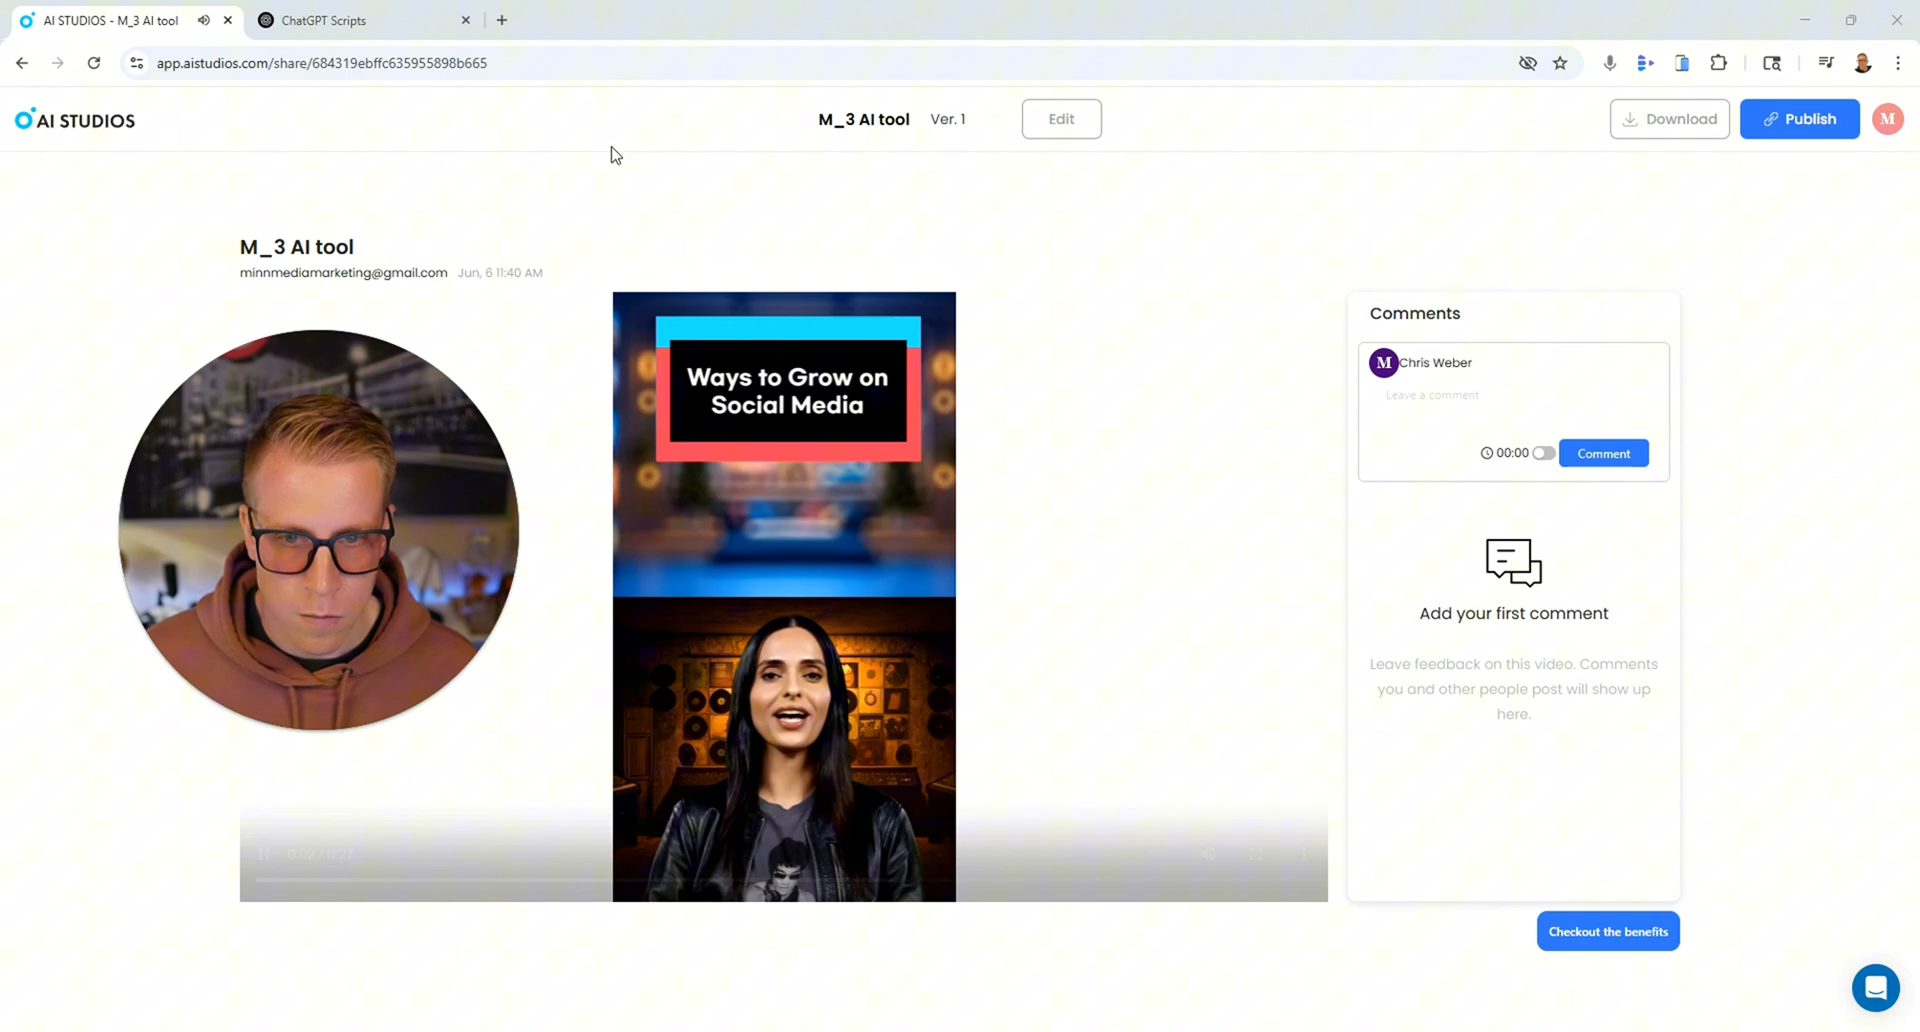 AI STUDIOS - M_3 AI tool
ChatGPT Scripts
app.aistudios.com/share/684319ebffc635955898b665
AI STUDIOS
M_3 AI tool
Ver. 1
Edit
Download
Publish
M
M_3 AI tool
minnmediamarketing@gmail.com Jun, 6 11:40 AM
Ways to Grow on
Social Media
Comments
M Chris Weber
Leave a comment
00:00
Comment
Add your first comment
Leave feedback on this video. Comments
you and other people post will show up
here.
Checkout the benefits